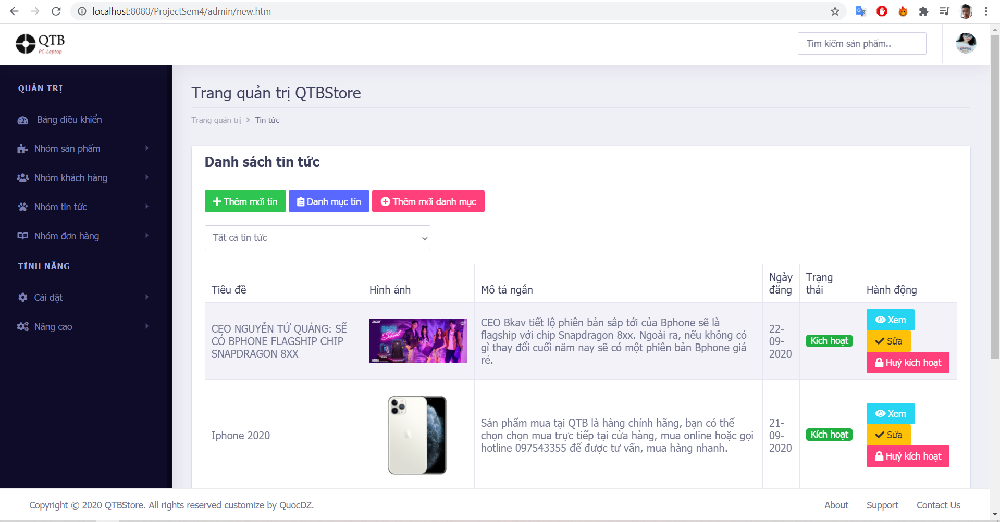 localhost:8080/ProjectSem4/admin/new.htm
QTB
PC-Laptop
Tìm kiếm sản phẩm..
QUẢN TRỊ
Bảng điều khiển
Nhóm sản phẩm
Nhóm khách hàng
Nhóm tin tức
Nhóm đơn hàng
TÍNH NĂNG
Cài đặt
Nâng cao
Trang quản trị QTBStore
Trang quản trị > Tin tức
Danh sách tin tức
Thêm mới tin
Danh mục tin
Thêm mới danh mục
Tất cả tin tức
Tiêu đề
Hình ảnh
Mô tả ngắn
Ngày
đăng
Trạng
thái
Hành động
CEO NGUYỄN TỬ QUẢNG: SẼ
CÓ BPHONE FLAGSHIP CHIP
SNAPDRAGON 8XX
acer
BACK
School
CEO Bkav tiết lộ phiên bản sắp tới của Bphone sẽ là
flagship với chip Snapdragon 8xx. Ngoài ra, nếu không có
gì thay đổi cuối năm nay sẽ có một phiên bản Bphone giá
rẻ.
22-
09-
2020
Kích hoạt
Xem
Sửa
Huỷ kích hoạt
Iphone 2020
Sản phẩm mua tại QTB là hàng chính hãng, bạn có thể
chọn chọn mua trực tiếp tại cửa hàng, mua online hoặc gọi
hotline 097543355 để được tư vấn, mua hàng nhanh.
21-
09-
2020
Kích hoạt
Xem
Sửa
Huỷ kích hoạt
Copyright © 2020 QTBStore. All rights reserved customize by QuocDZ.
About
Support
Contact Us